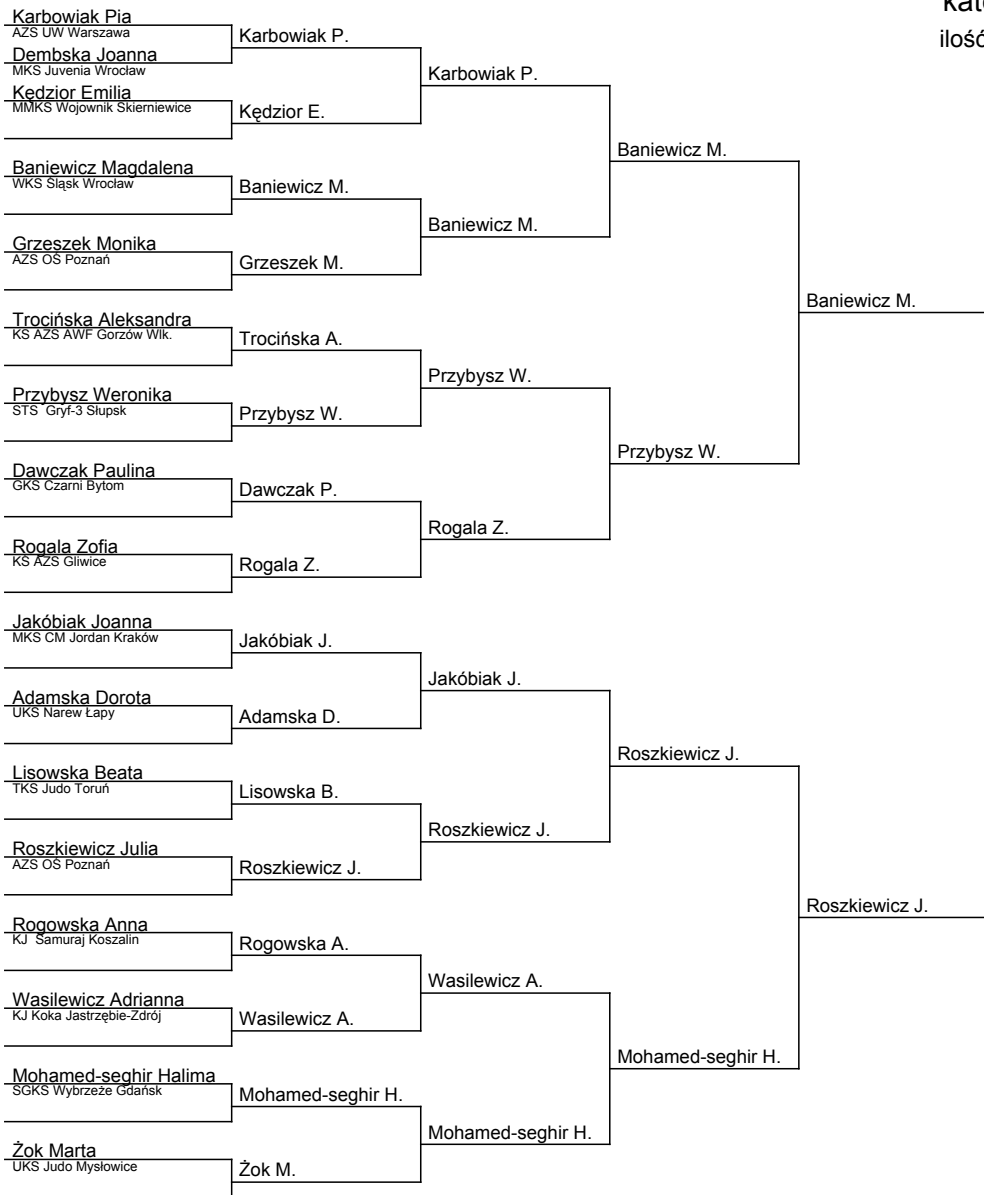 kat
ilość
Karbowiak Pia
AZS UW Warszawa
Dembska Joanna
MKS Juvenia Wrocław
Kędzior Emilia
MMKS Wojownik Skierniewice
Baniewicz Magdalena
WKS Śląsk Wrocław
Grzeszek Monika
AZS OŚ Poznań
Trocińska Aleksandra
KS AZS AWF Gorzów Wlk.
Przybysz Weronika
STS Gryf-3 Słupsk
Dawczak Paulina
GKS Czarni Bytom
Rogala Zofia
KS AZS Gliwice
Jakóbiak Joanna
MKS CM Jordan Kraków
Adamska Dorota
UKS Narew Łapy
Lisowska Beata
TKS Judo Toruń
Roszkiewicz Julia
AZS OŚ Poznań
Rogowska Anna
KJ Samuraj Koszalin
Wasilewicz Adrianna
KJ Koka Jastrzębie-Zdrój
Mohamed-seghir Halima
SGKS Wybrzeże Gdańsk
Żok Marta
UKS Judo Mysłowice
Karbowiak P.
Kędzior E.
Baniewicz M.
Grzeszek M.
Trocińska A.
Przybysz W.
Dawczak P.
Rogala Z.
Jakóbiak J.
Adamska D.
Lisowska B.
Roszkiewicz J.
Rogowska A.
Wasilewicz A.
Mohamed-seghir H.
Żok M.
Karbowiak P.
Baniewicz M.
Przybysz W.
Rogala Z.
Jakóbiak J.
Roszkiewicz J.
Wasilewicz A.
Mohamed-seghir H.
Baniewicz M.
Przybysz W.
Roszkiewicz J.
Mohamed-seghir H.
Baniewicz M.
Roszkiewicz J.